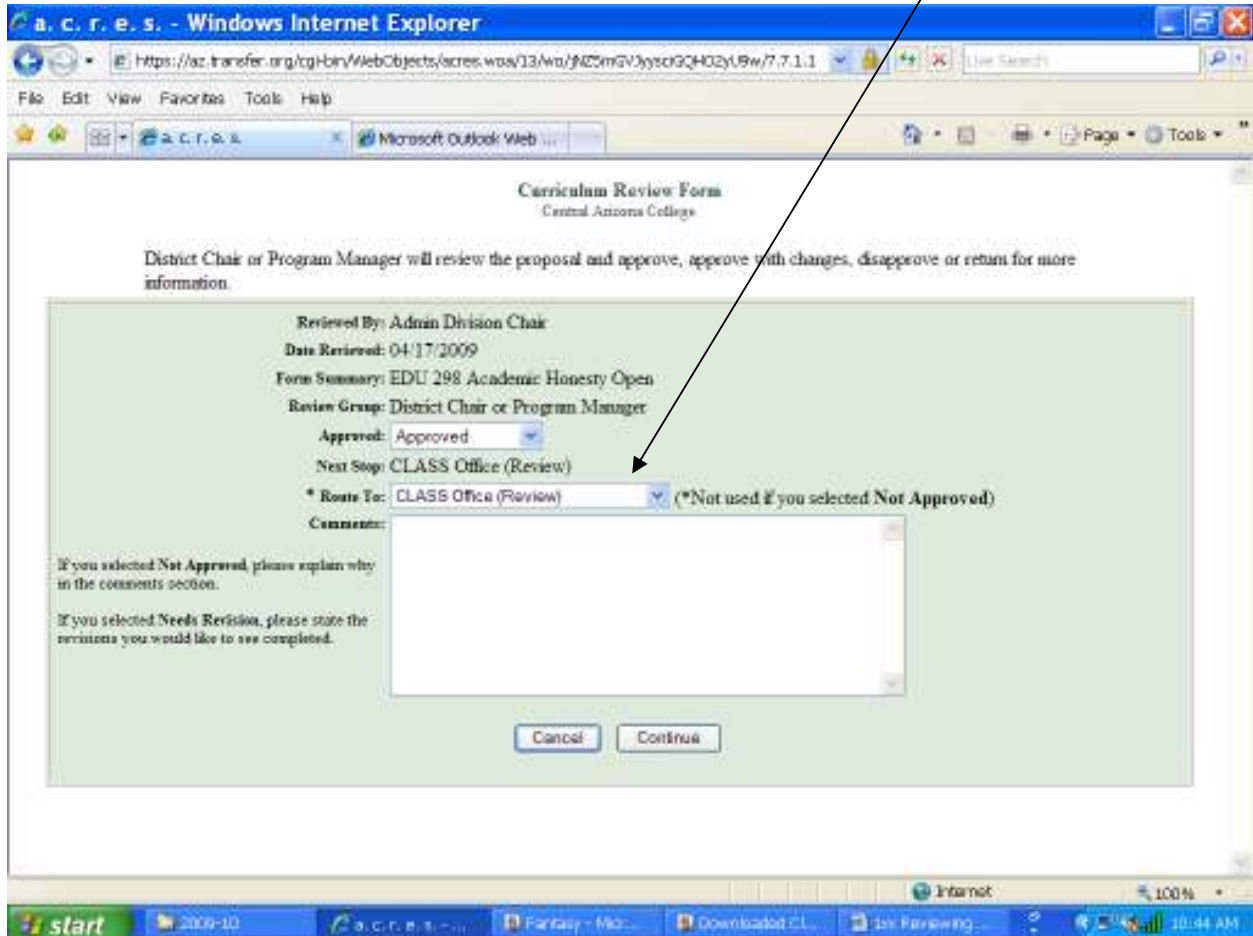 a. c. r. e. s. - Windows Internet Explorer
File Edit View Favorites Tools Help
a. c. r. e. s.
Microsoft Outlook Web ...
Page
Tools
Curriculum Review Form
Central Arizona College
District Chair or Program Manager will review the proposal and approve, approve with changes, disapprove or return for more
information.
Reviewed By: Admin Division Chair
Date Reviewed: 04/17/2009
Form Summary: EDU 298 Academic Honesty Open
Review Group: District Chair or Program Manager
Approved: Approved
Next Stop: CLASS Office (Review)
* Route To: CLASS Office (Review) (*Not used if you selected Not Approved)
Comments:
If you selected Not Approved, please explain why
in the comments section.
If you selected Needs Revision, please state the
revisions you would like to see completed.
Cancel Continue
Internet 100%
start 2009-10 a. c. r. e. s. -... Fantasy - Mic... Downloaded CL... Reviewing ... 10:44 AM